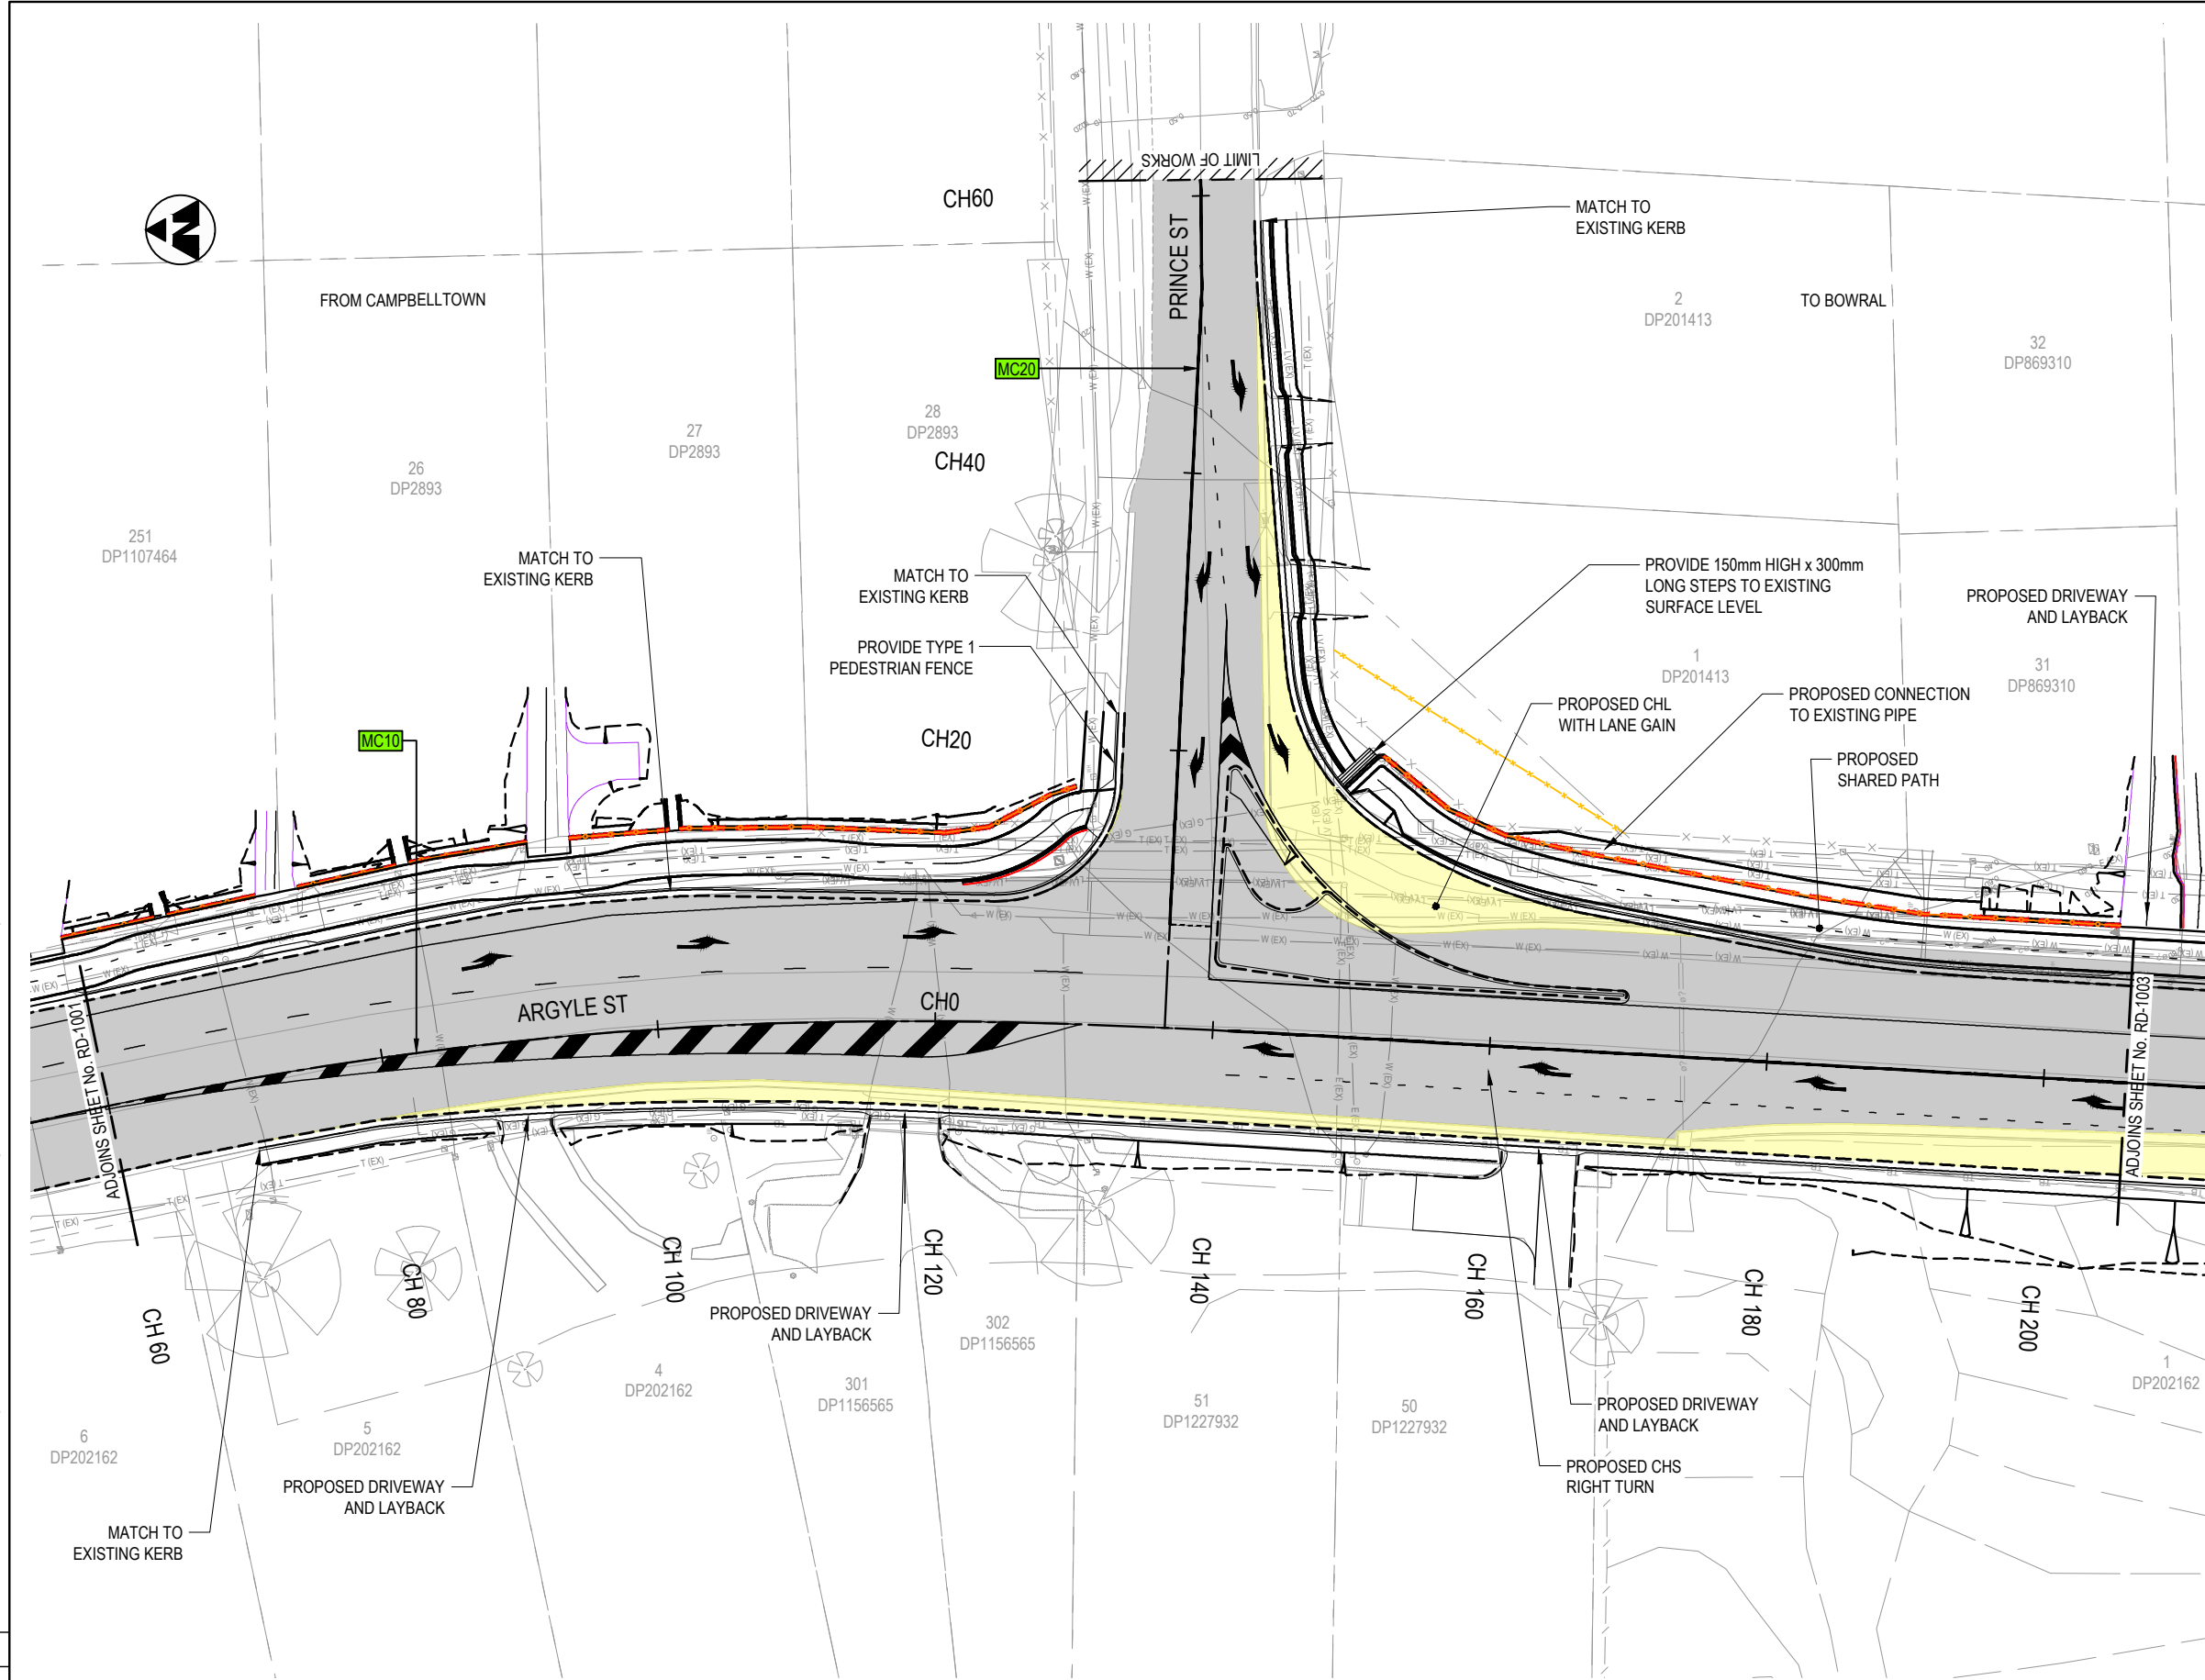 LIMIT OF WORKS
CH60
PRINCE ST
MATCH TO
EXISTING KERB
N
FROM CAMPBELLTOWN
2
DP201413
TO BOWRAL
32
DP869310
MC20
28
DP2893
27
DP2893
CH40
26
DP2893
251
DP1107464
MATCH TO
EXISTING KERB
MATCH TO
EXISTING KERB
PROVIDE 150mm HIGH x 300mm
LONG STEPS TO EXISTING
SURFACE LEVEL
PROPOSED DRIVEWAY
AND LAYBACK
PROVIDE TYPE 1
PEDESTRIAN FENCE
1
DP201413
31
DP869310
PROPOSED CHL
WITH LANE GAIN
PROPOSED CONNECTION
TO EXISTING PIPE
MC10
CH20
PROPOSED
SHARED PATH
ARGYLE ST
CH0
ADJOINS SHEET No. RD-1001
ADJOINS SHEET No. RD-1003
W (EX)
T (EX)
G (EX)
E (EX)
LV (EX)
TB
CH 60
CH 80
CH 100
CH 120
CH 140
CH 160
CH 180
CH 200
PROPOSED DRIVEWAY
AND LAYBACK
302
DP1156565
4
DP202162
301
DP1156565
1
DP202162
51
DP1227932
50
DP1227932
PROPOSED DRIVEWAY
AND LAYBACK
6
DP202162
5
DP202162
PROPOSED CHS
RIGHT TURN
PROPOSED DRIVEWAY
AND LAYBACK
MATCH TO
EXISTING KERB